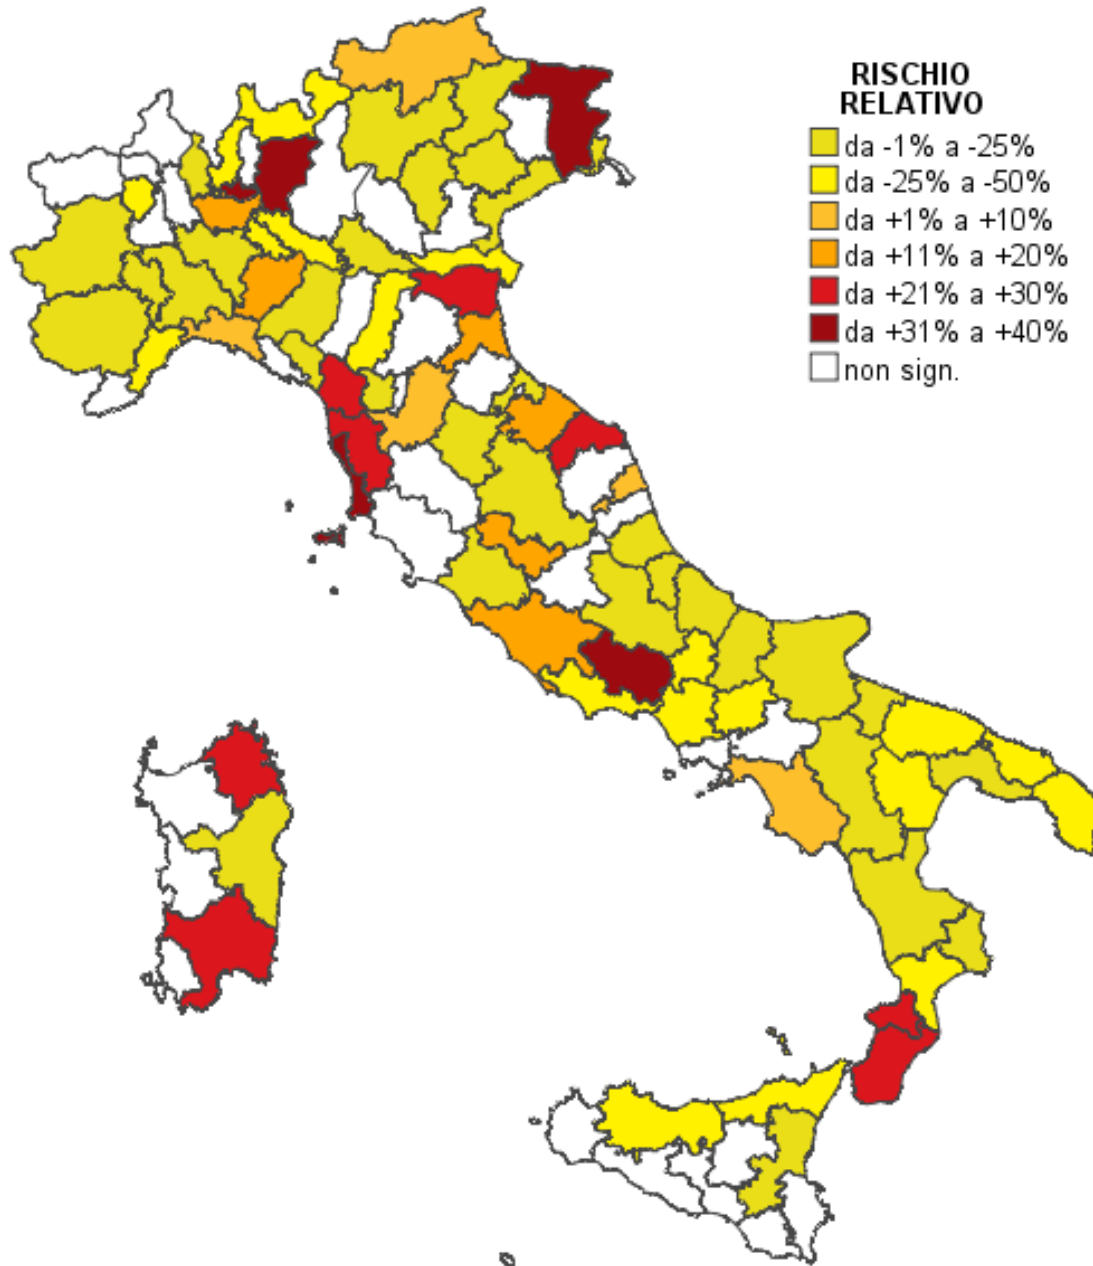 RISCHIO
RELATIVO
da -1% a -25%
da -25% a -50%
da +1% a +10%
da +11% a +20%
da +21% a +30%
da +31% a +40%
non sign.